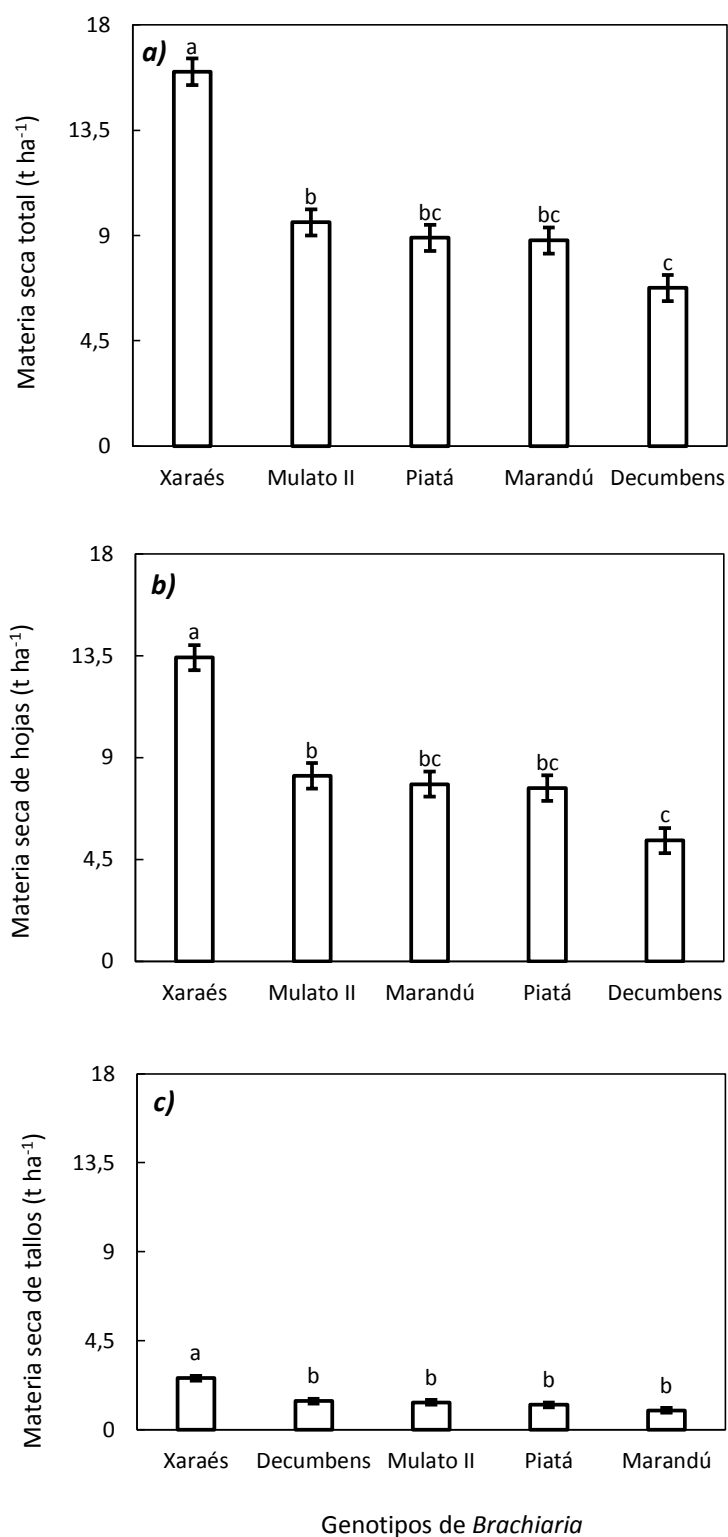 Materia seca total (t ha⁻¹)
a)
18
13,5
9
4,5
0
a
b
bc
bc
c
Xaraés Mulato II Piatá Marandú Decumbens
Materia seca de hojas (t ha⁻¹)
b)
18
13,5
9
4,5
0
a
b
bc
bc
c
Xaraés Mulato II Marandú Piatá Decumbens
Materia seca de tallos (t ha⁻¹)
c)
18
13,5
9
4,5
0
a
b
b
b
b
Xaraés Decumbens Mulato II Piatá Marandú
Genotipos de Brachiaria